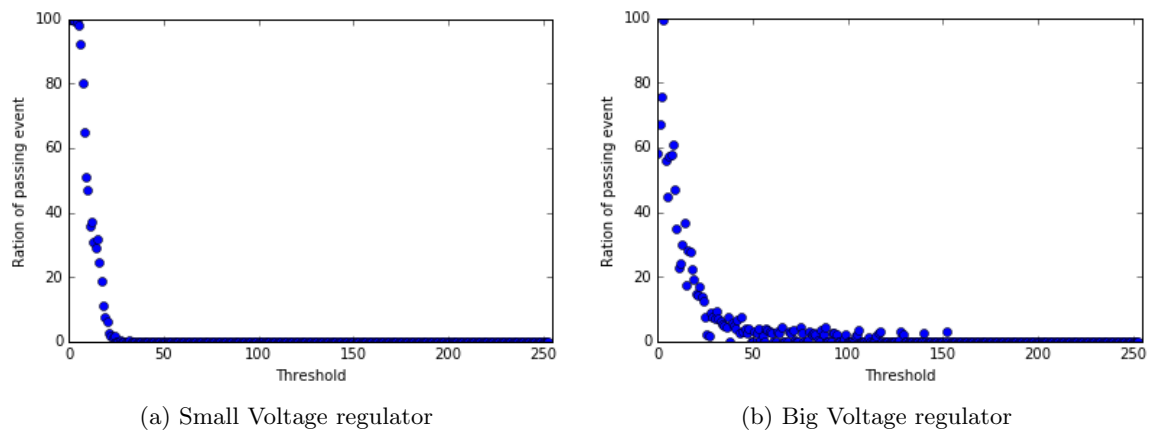 100
80
60
40
20
0
Ration of passing event
0 50 100 150 200 250
Threshold
(a) Small Voltage regulator
100
80
60
40
20
0
Ration of passing event
0 50 100 150 200 250
Threshold
(b) Big Voltage regulator